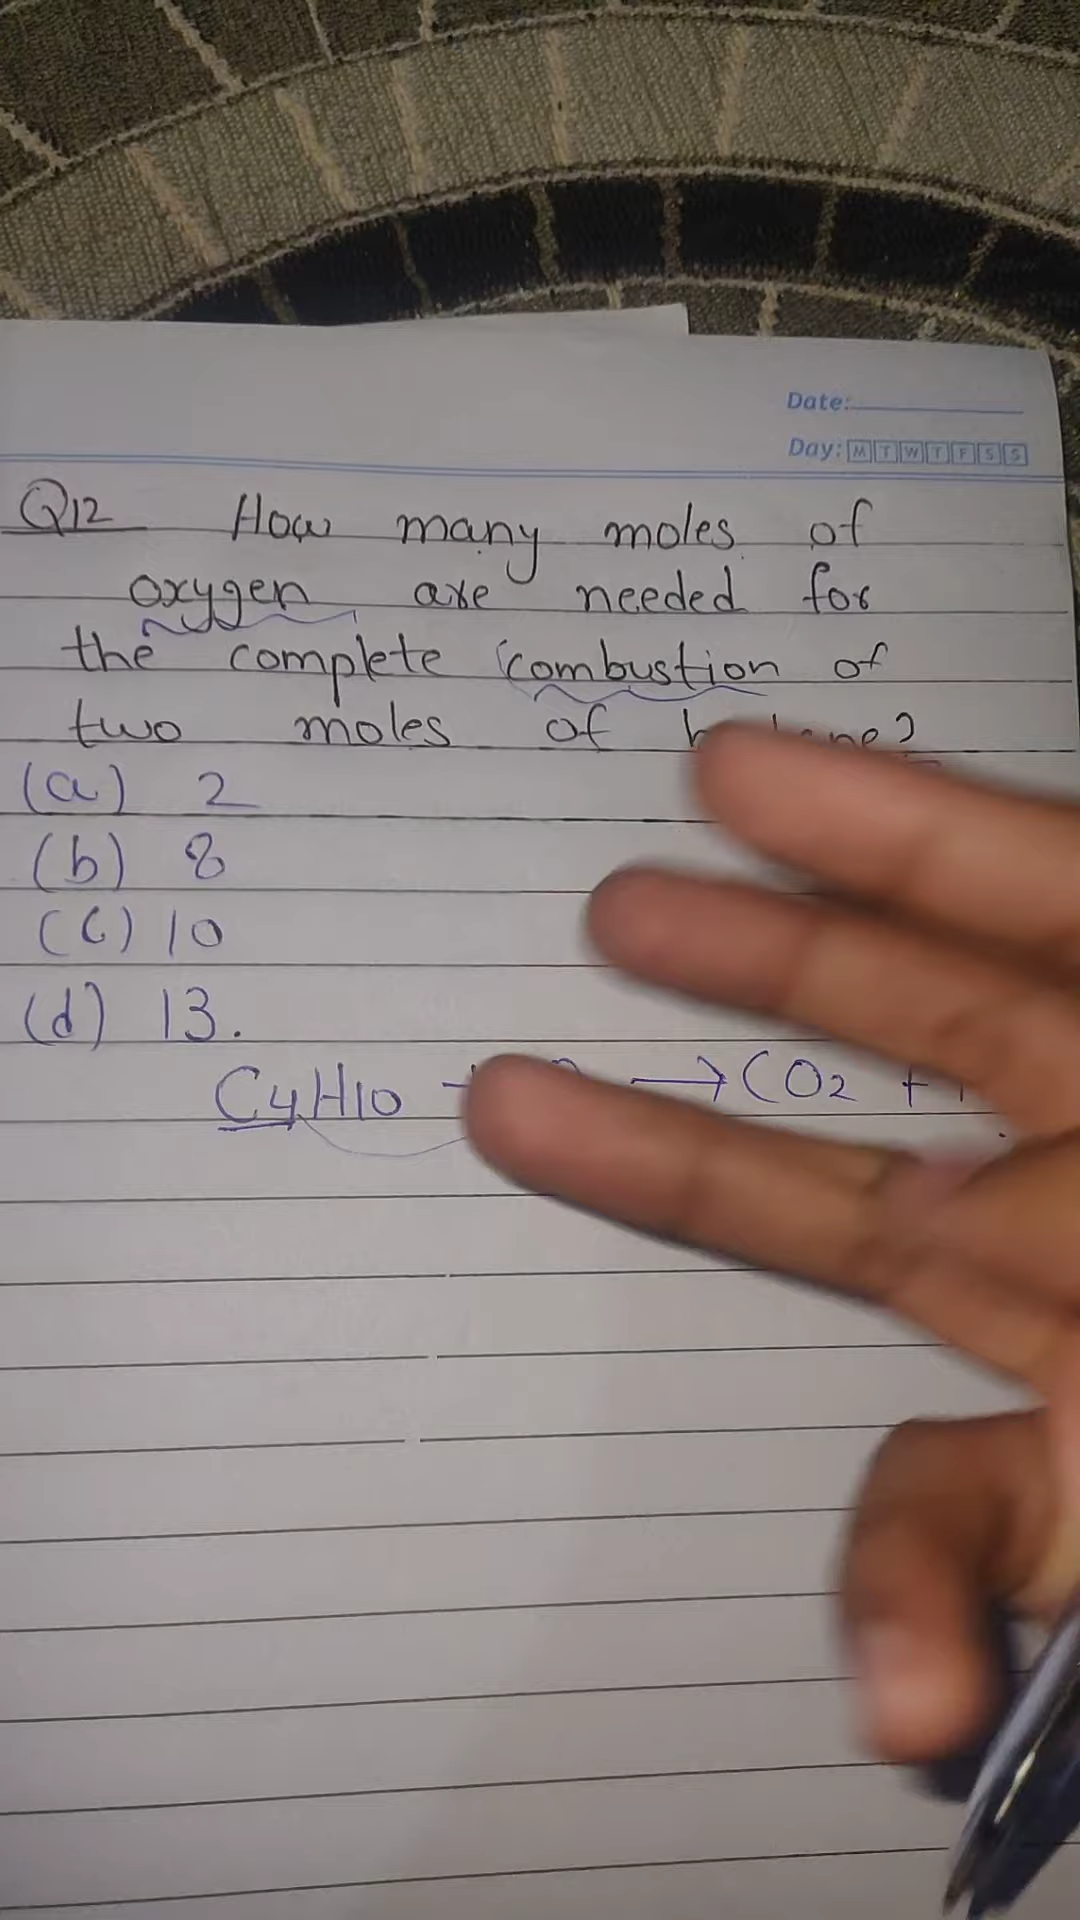 Date:
Day: M T W T F S S
Q12 How many moles of
oxygen are needed for
the complete combustion of
two moles of
(a) 2
(b) 8
(c) 10
(d) 13.
C4H10 + → CO2 +